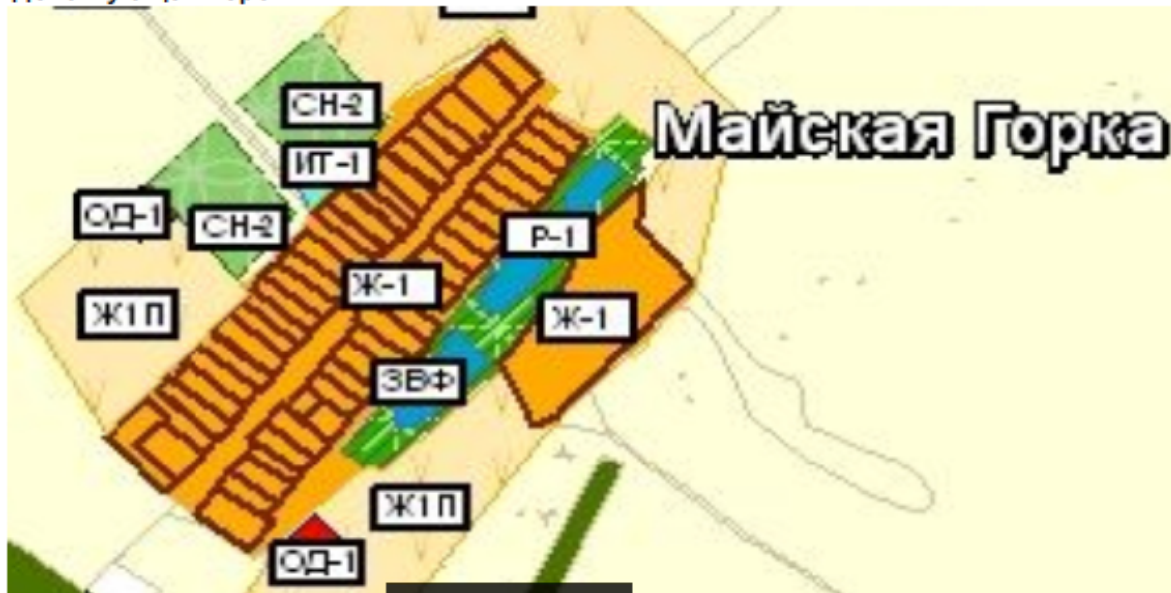 СН-2
Майская Горка
ИТ-1
ОД-1
СН-2
Р-1
Ж-1
Ж1П
Ж-1
ЗВФ
Ж1П
ОД-1